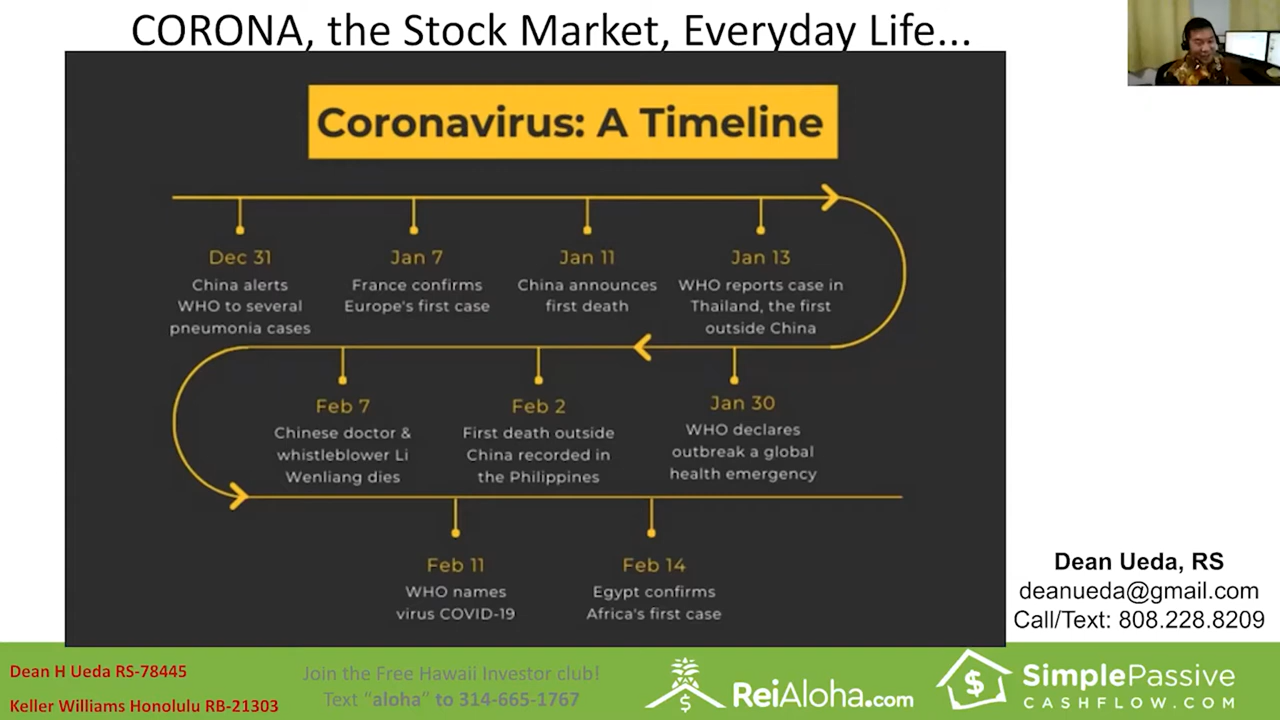 CORONA, the Stock Market, Everyday Life...
Coronavirus: A Timeline
Dec 31
China alerts
WHO to several
pneumonia cases
Jan 7
France confirms
Europe's first case
Jan 11
China announces
first death
Jan 13
WHO reports case in
Thailand, the first
outside China
Jan 30
WHO declares
outbreak a global
health emergency
Feb 2
First death outside
China recorded in
the Philippines
Feb 7
Chinese doctor &
whistleblower Li
Wenliang dies
Feb 11
WHO names
virus COVID-19
Feb 14
Egypt confirms
Africa's first case
Dean Ueda, RS
deanueda@gmail.com
Call/Text: 808.228.8209
Dean H Ueda RS-78445
Keller Williams Honolulu RB-21303
Join the Free Hawaii Investor club!
Text “aloha” to 314-665-1767
ReiAloha.com
SimplePassive
CASHFLOW.COM